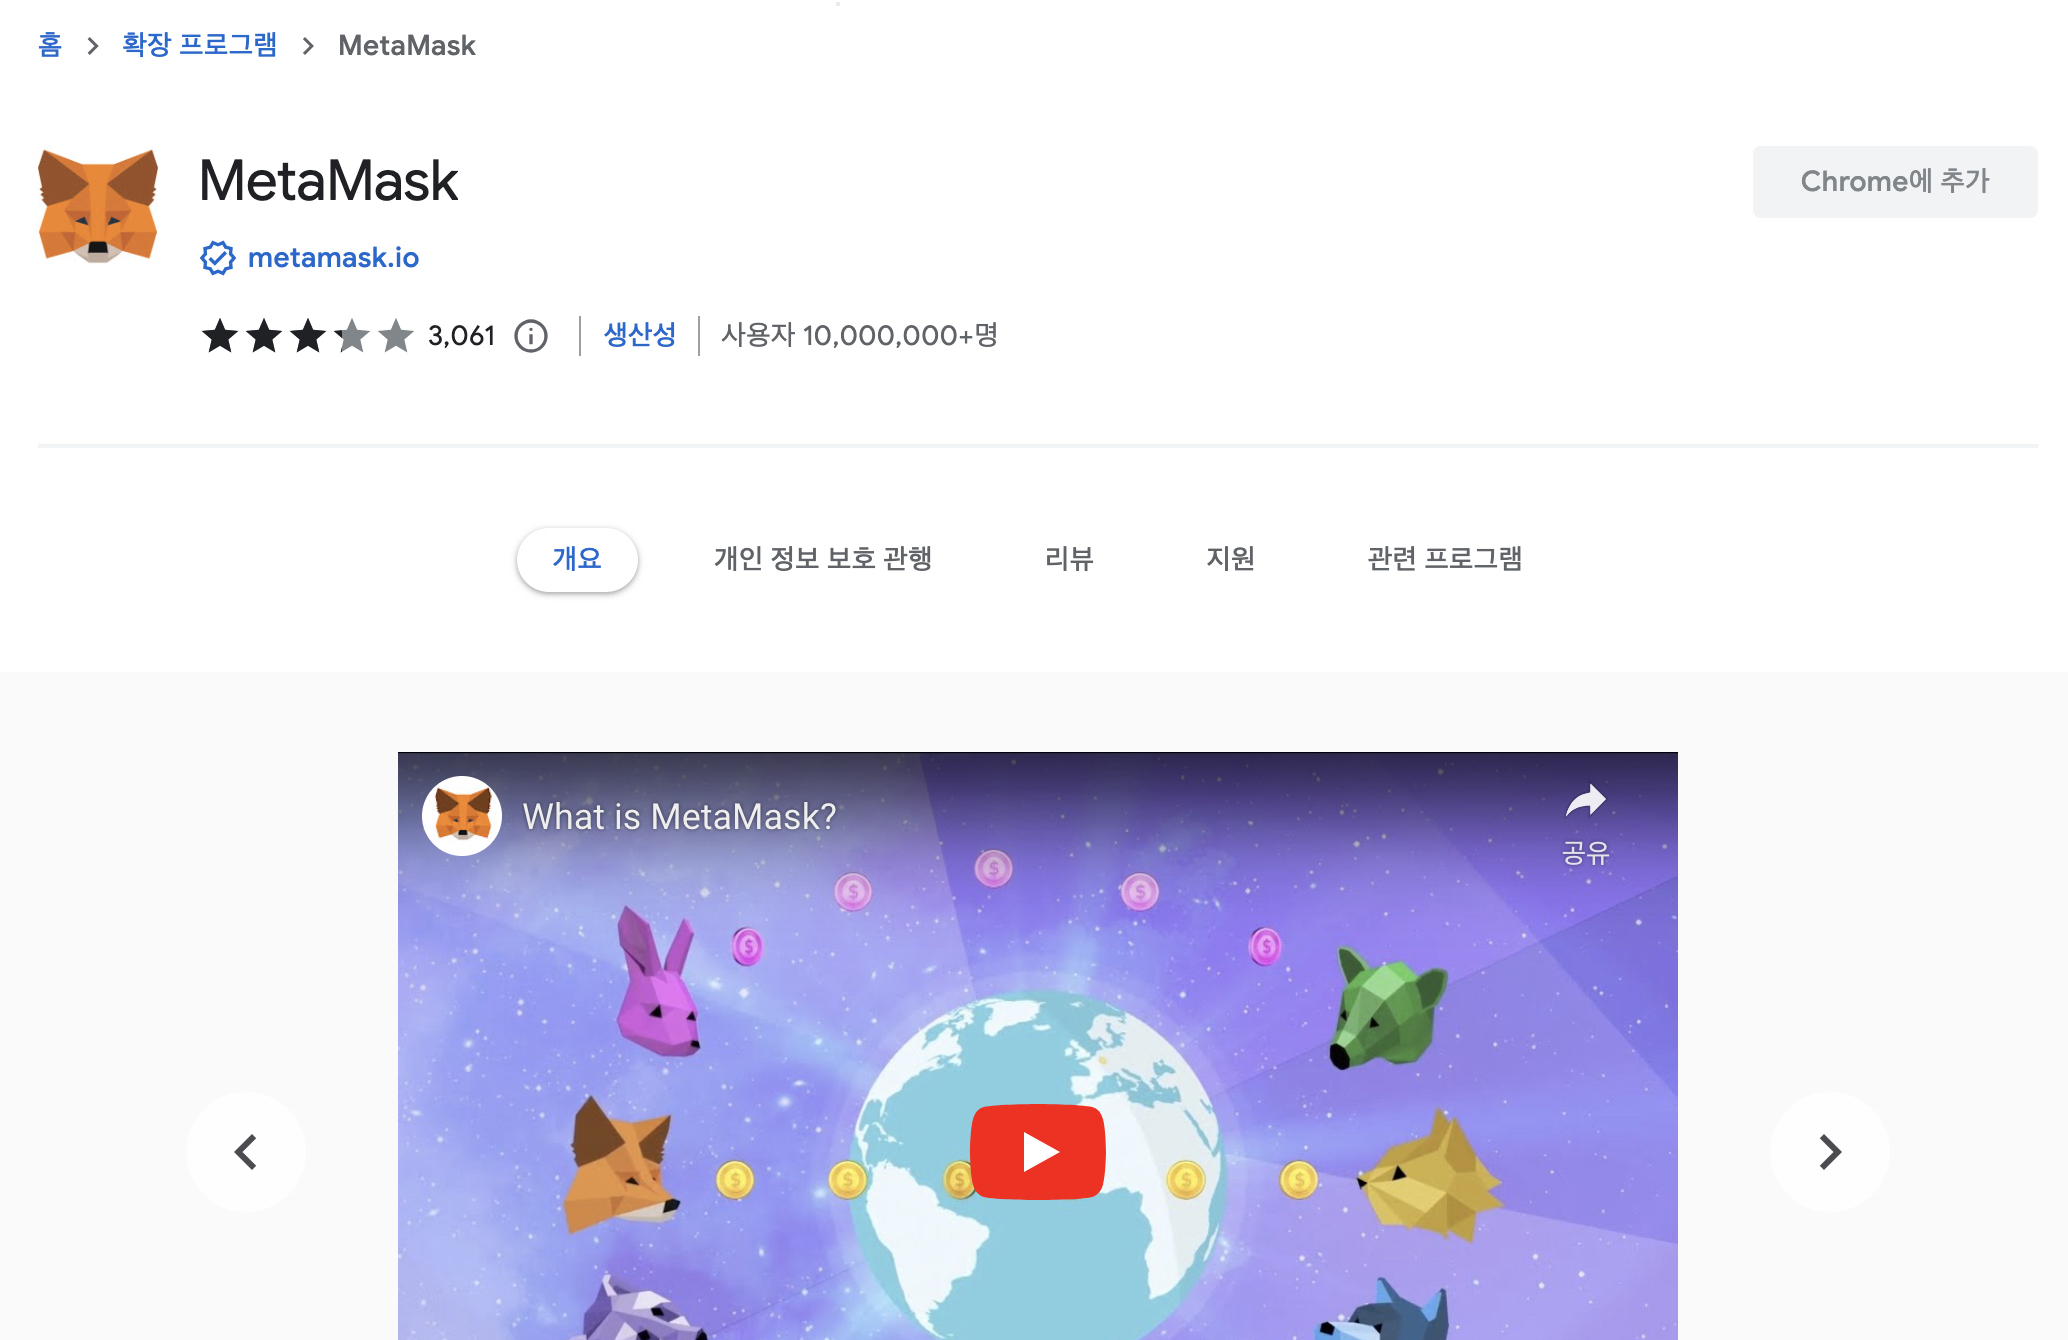 홈 > 확장 프로그램 > MetaMask
MetaMask
Chrome에 추가
metamask.io
3,061 생산성 사용자 10,000,000+명
개요 개인 정보 보호 관행 리뷰 지원 관련 프로그램
What is MetaMask?
공유
$ $ $
$ $
$ $ $ $ $